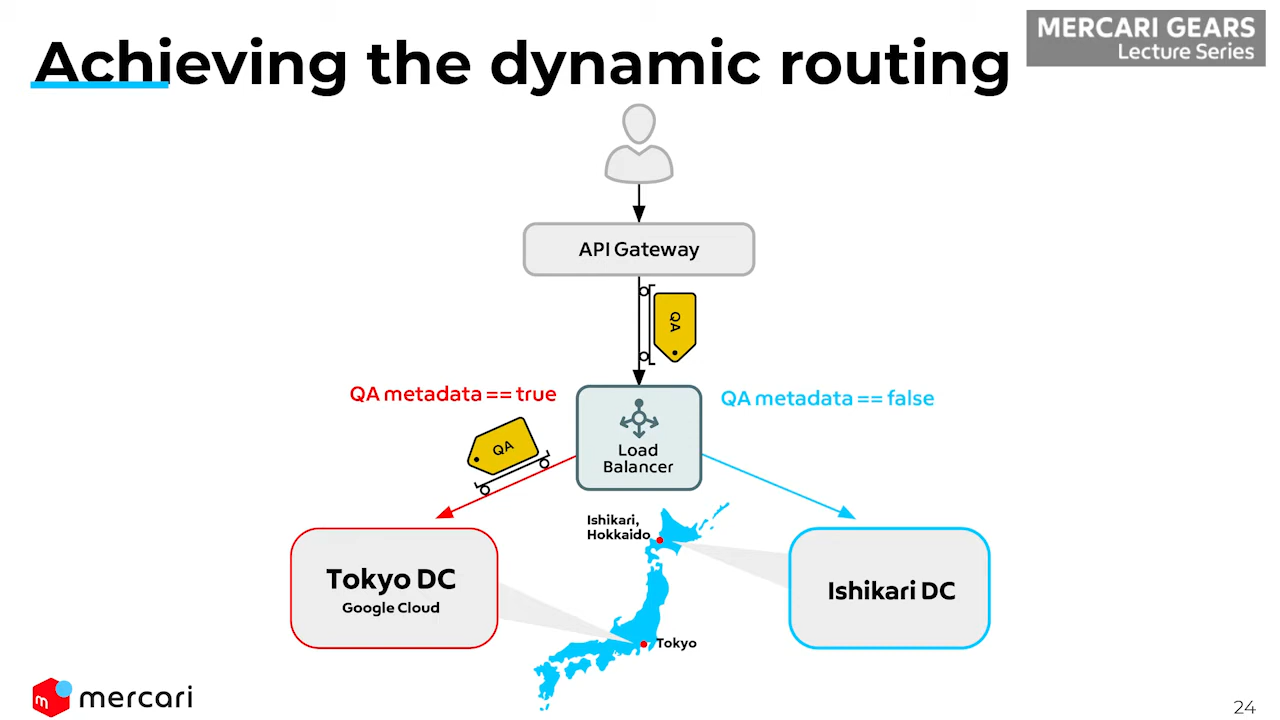 MERCARI GEARS
Lecture Series
Achieving the dynamic routing
API Gateway
QA
QA metadata == true
QA metadata == false
QA
Load
Balancer
Ishikari,
Hokkaido
Tokyo DC
Google Cloud
Ishikari DC
Tokyo
m
mercari
24